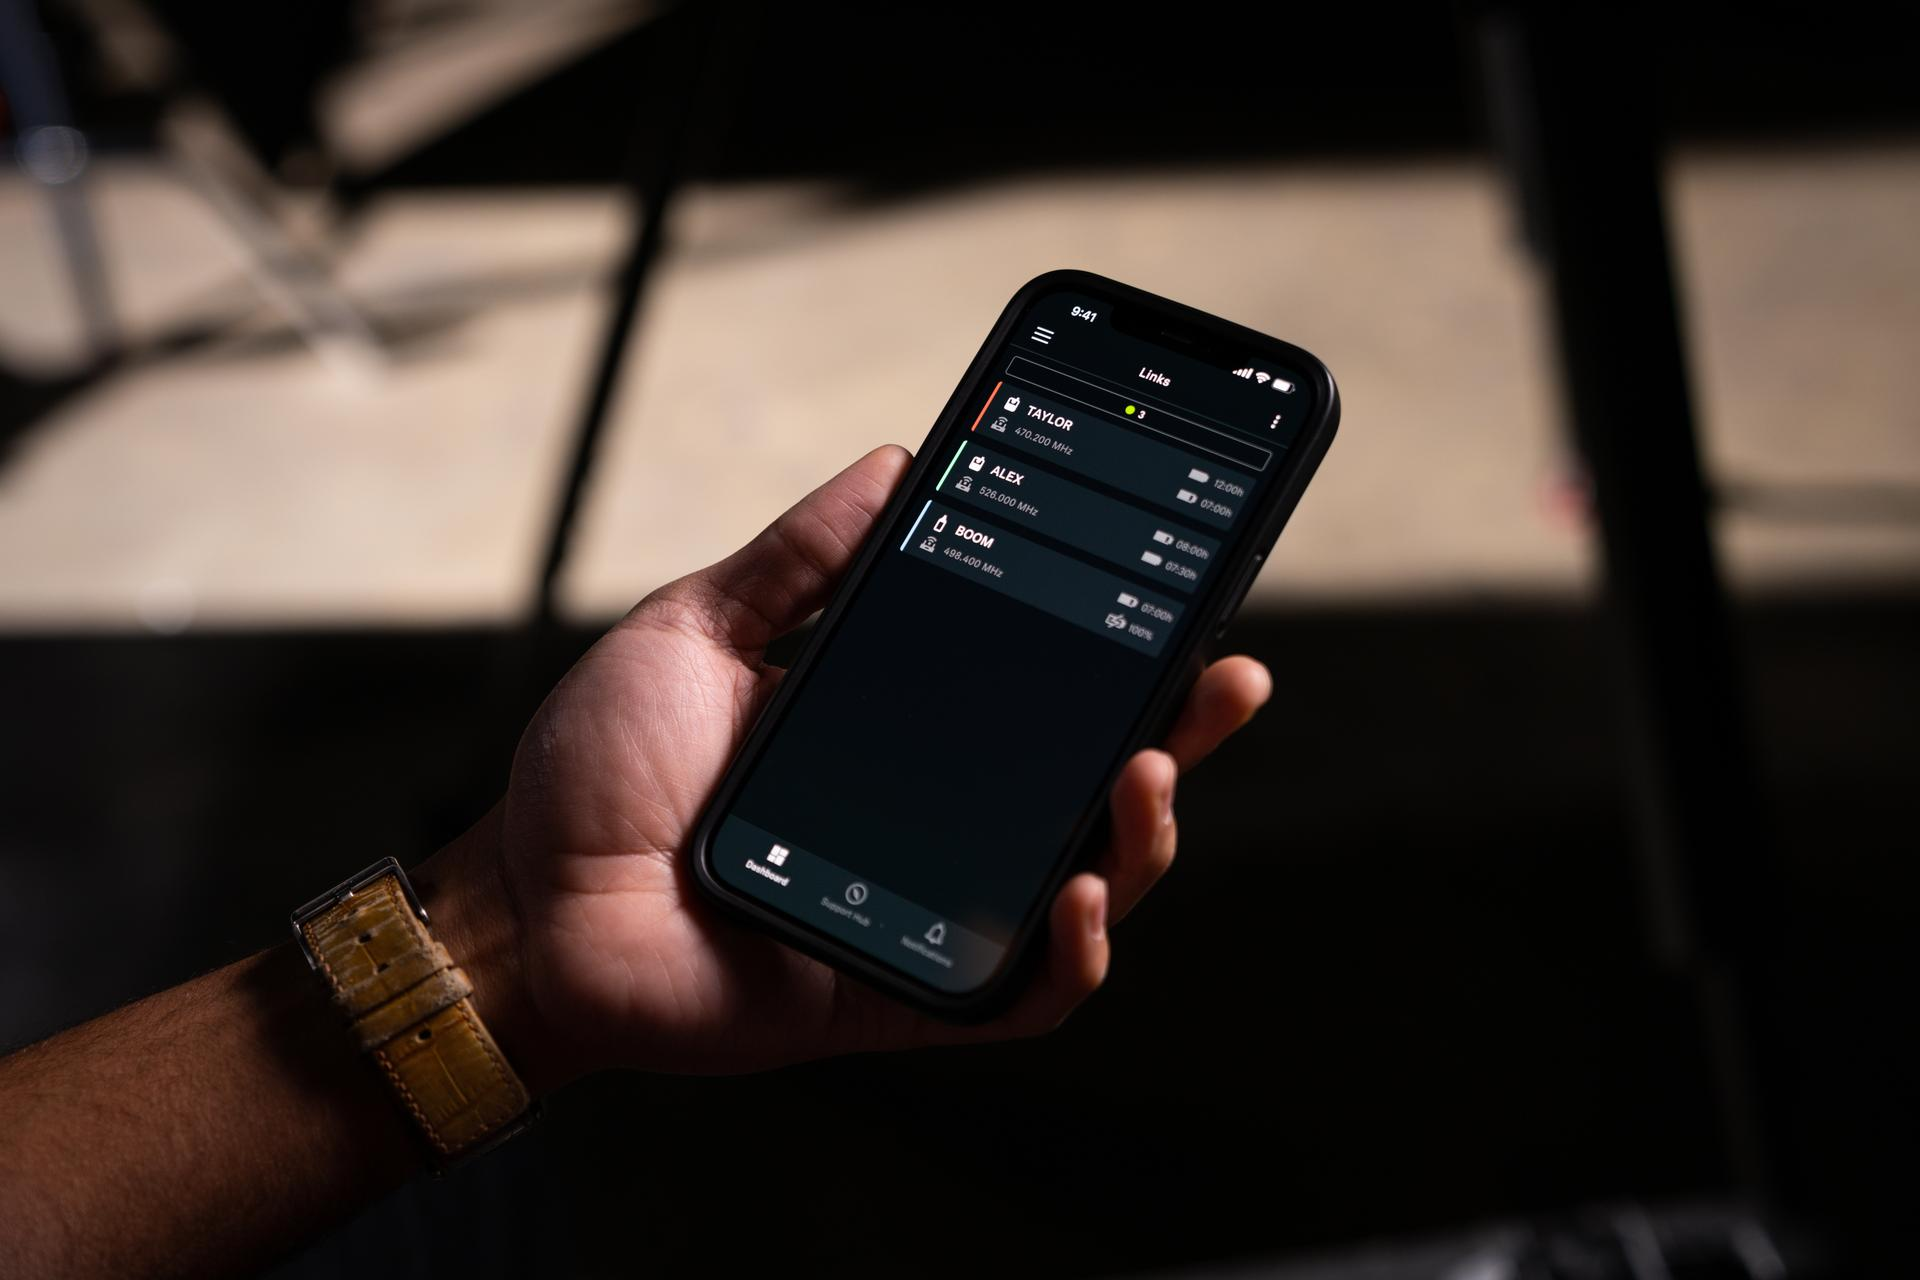 9:41
Links
3
TAYLOR
12:00h
470.200 MHz
07:00h
ALEX
08:00h
526.000 MHz
07:30h
BOOM
07:00h
498.400 MHz
100%
Dashboard
Support Hub
Notifications